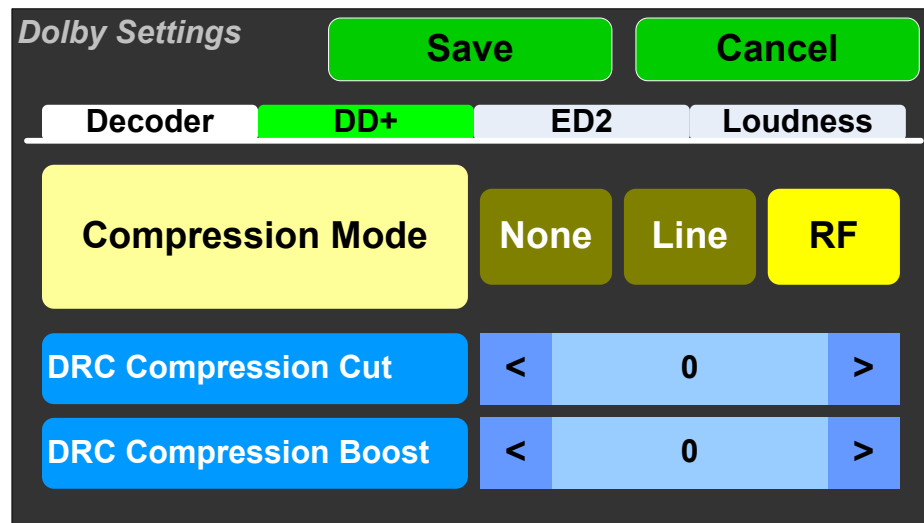 Dolby Settings
Save
Cancel
Decoder
DD+
ED2
Loudness
Compression Mode
None
Line
RF
DRC Compression Cut
<
0
>
DRC Compression Boost
<
0
>